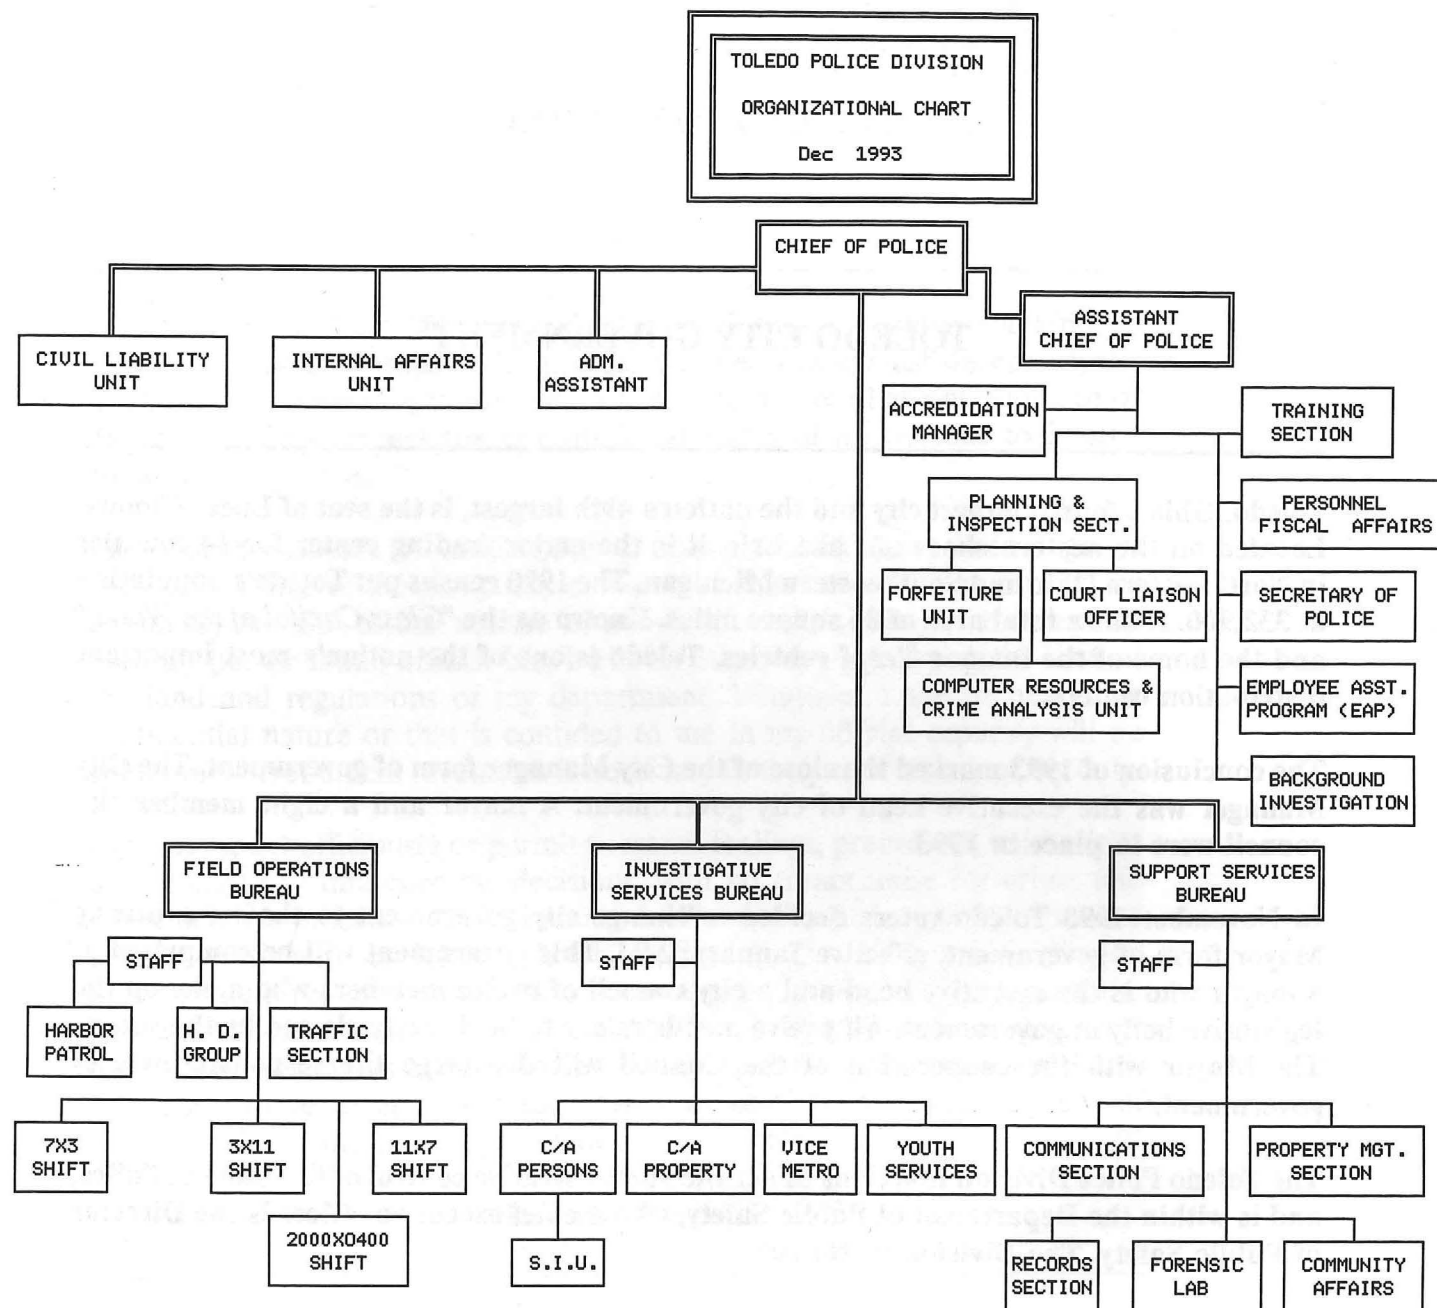 TOLEDO POLICE DIVISION
ORGANIZATIONAL CHART
Dec 1993
CHIEF OF POLICE
ASSISTANT
CHIEF OF POLICE
CIVIL LIABILITY
UNIT
INTERNAL AFFAIRS
UNIT
ADM.
ASSISTANT
ACCREDIDATION
MANAGER
TRAINING
SECTION
PLANNING &
INSPECTION SECT.
PERSONNEL
FISCAL AFFAIRS
FORFEITURE
UNIT
COURT LIAISON
OFFICER
SECRETARY OF
POLICE
COMPUTER RESOURCES &
CRIME ANALYSIS UNIT
EMPLOYEE ASST.
PROGRAM (EAP)
BACKGROUND
INVESTIGATION
FIELD OPERATIONS
BUREAU
INVESTIGATIVE
SERVICES BUREAU
SUPPORT SERVICES
BUREAU
STAFF
STAFF
STAFF
HARBOR
PATROL
H. D.
GROUP
TRAFFIC
SECTION
7X3
SHIFT
3X11
SHIFT
11X7
SHIFT
2000X0400
SHIFT
C/A
PERSONS
C/A
PROPERTY
VICE
METRO
YOUTH
SERVICES
S.I.U.
COMMUNICATIONS
SECTION
PROPERTY MGT.
SECTION
RECORDS
SECTION
FORENSIC
LAB
COMMUNITY
AFFAIRS